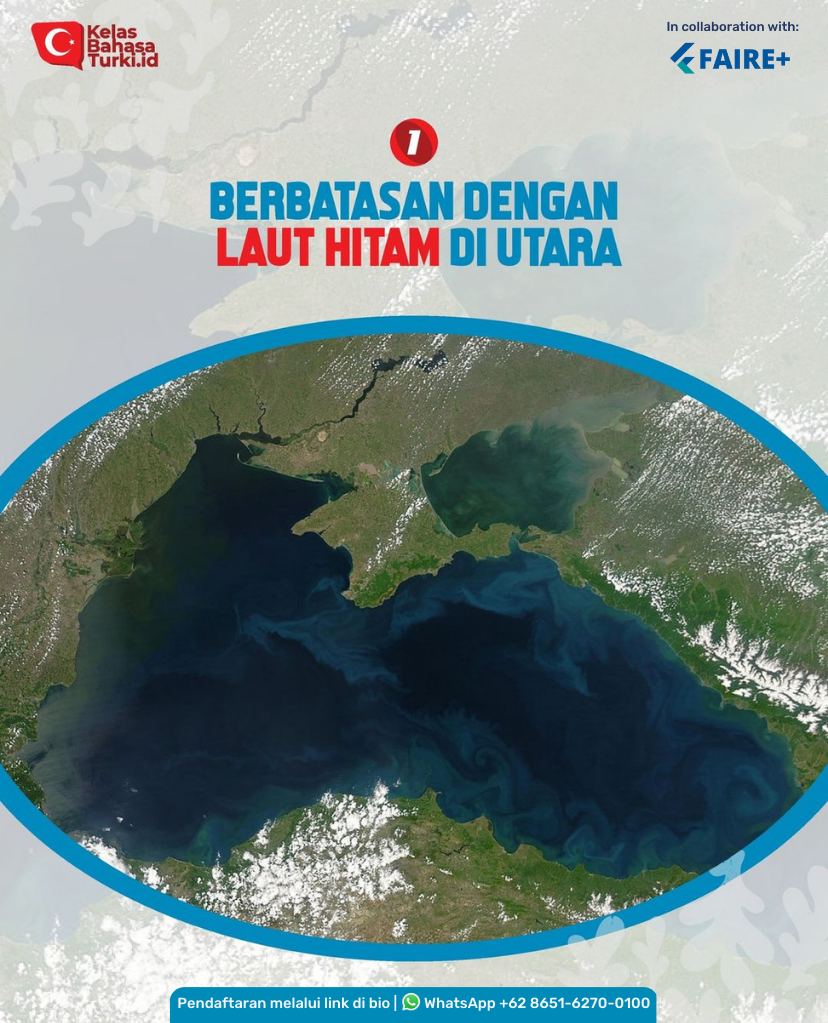 Kelas
Bahasa
Turki.id
In collaboration with:
FAIRE+
1
BERBATASAN DENGAN
LAUT HITAM DI UTARA
Pendaftaran melalui link di bio | WhatsApp +62 8651-6270-0100